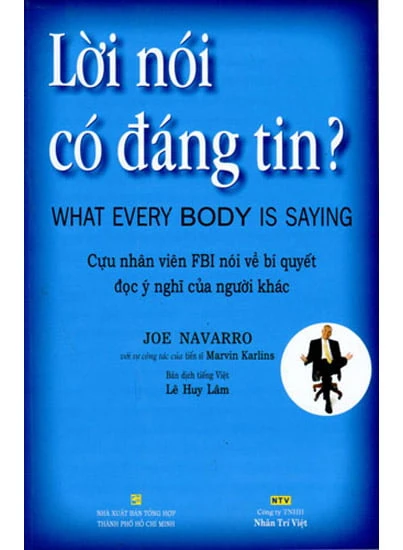 Lời nói
có đáng tin?
WHAT EVERY BODY IS SAYING
Cựu nhân viên FBI nói về bí quyết
đọc ý nghĩ của người khác
JOE NAVARRO
với sự cộng tác của tiến sĩ Marvin Karlins
Bản dịch tiếng Việt
Lê Huy Lâm
NHÀ XUẤT BẢN TỔNG HỢP
THÀNH PHỐ HỒ CHÍ MINH
NTV
Công ty TNHH
Nhân Trí Việt